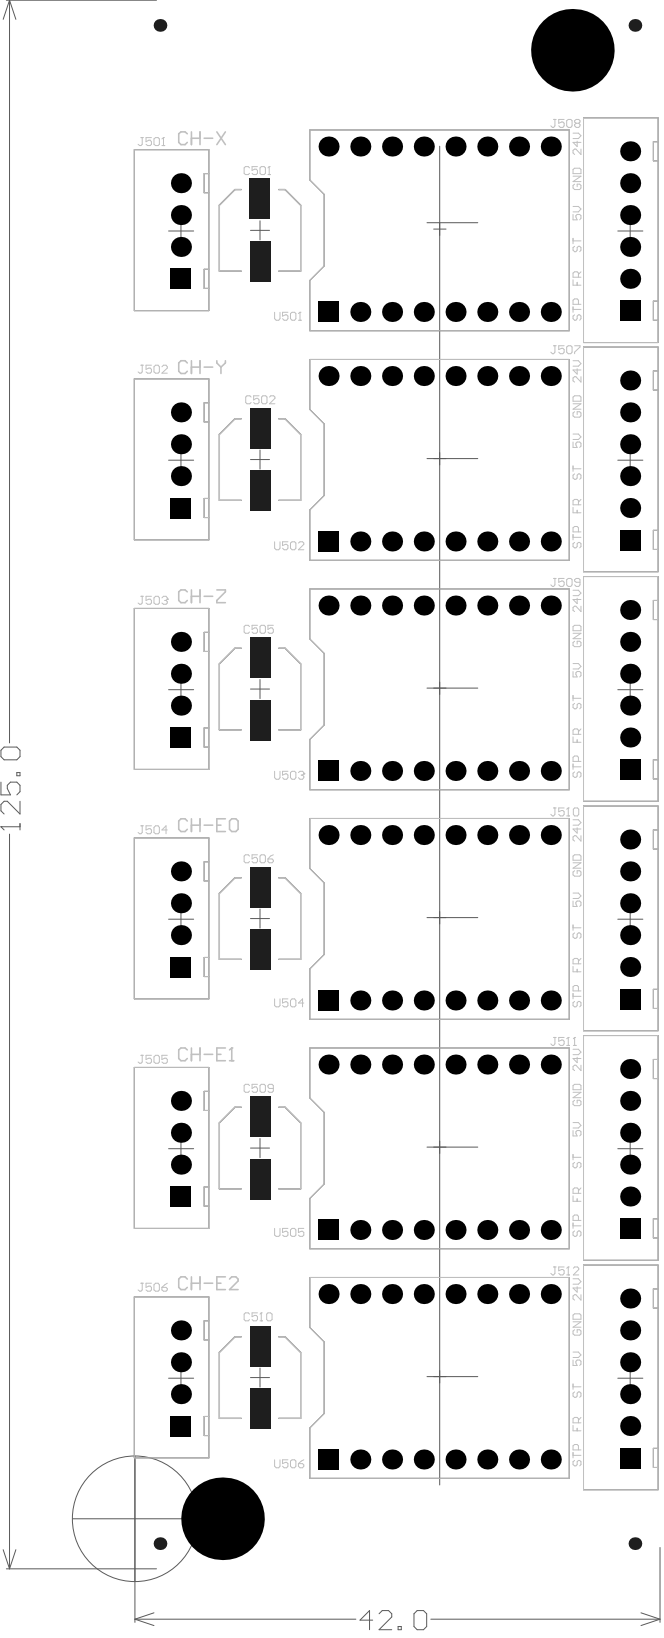 J508
J501 CH-X
24V
C501
GND
5V
ST
FR
U501
STP
J507
J502 CH-Y
24V
C502
GND
5V
ST
FR
U502
STP
J509
J503 CH-Z
24V
C505
GND
5V
ST
FR
U503
STP
125.0
J510
J504 CH-E0
24V
C506
GND
5V
ST
FR
U504
STP
J511
J505 CH-E1
24V
C509
GND
5V
ST
FR
U505
STP
J512
J506 CH-E2
24V
C510
GND
5V
ST
FR
U506
STP
42.0